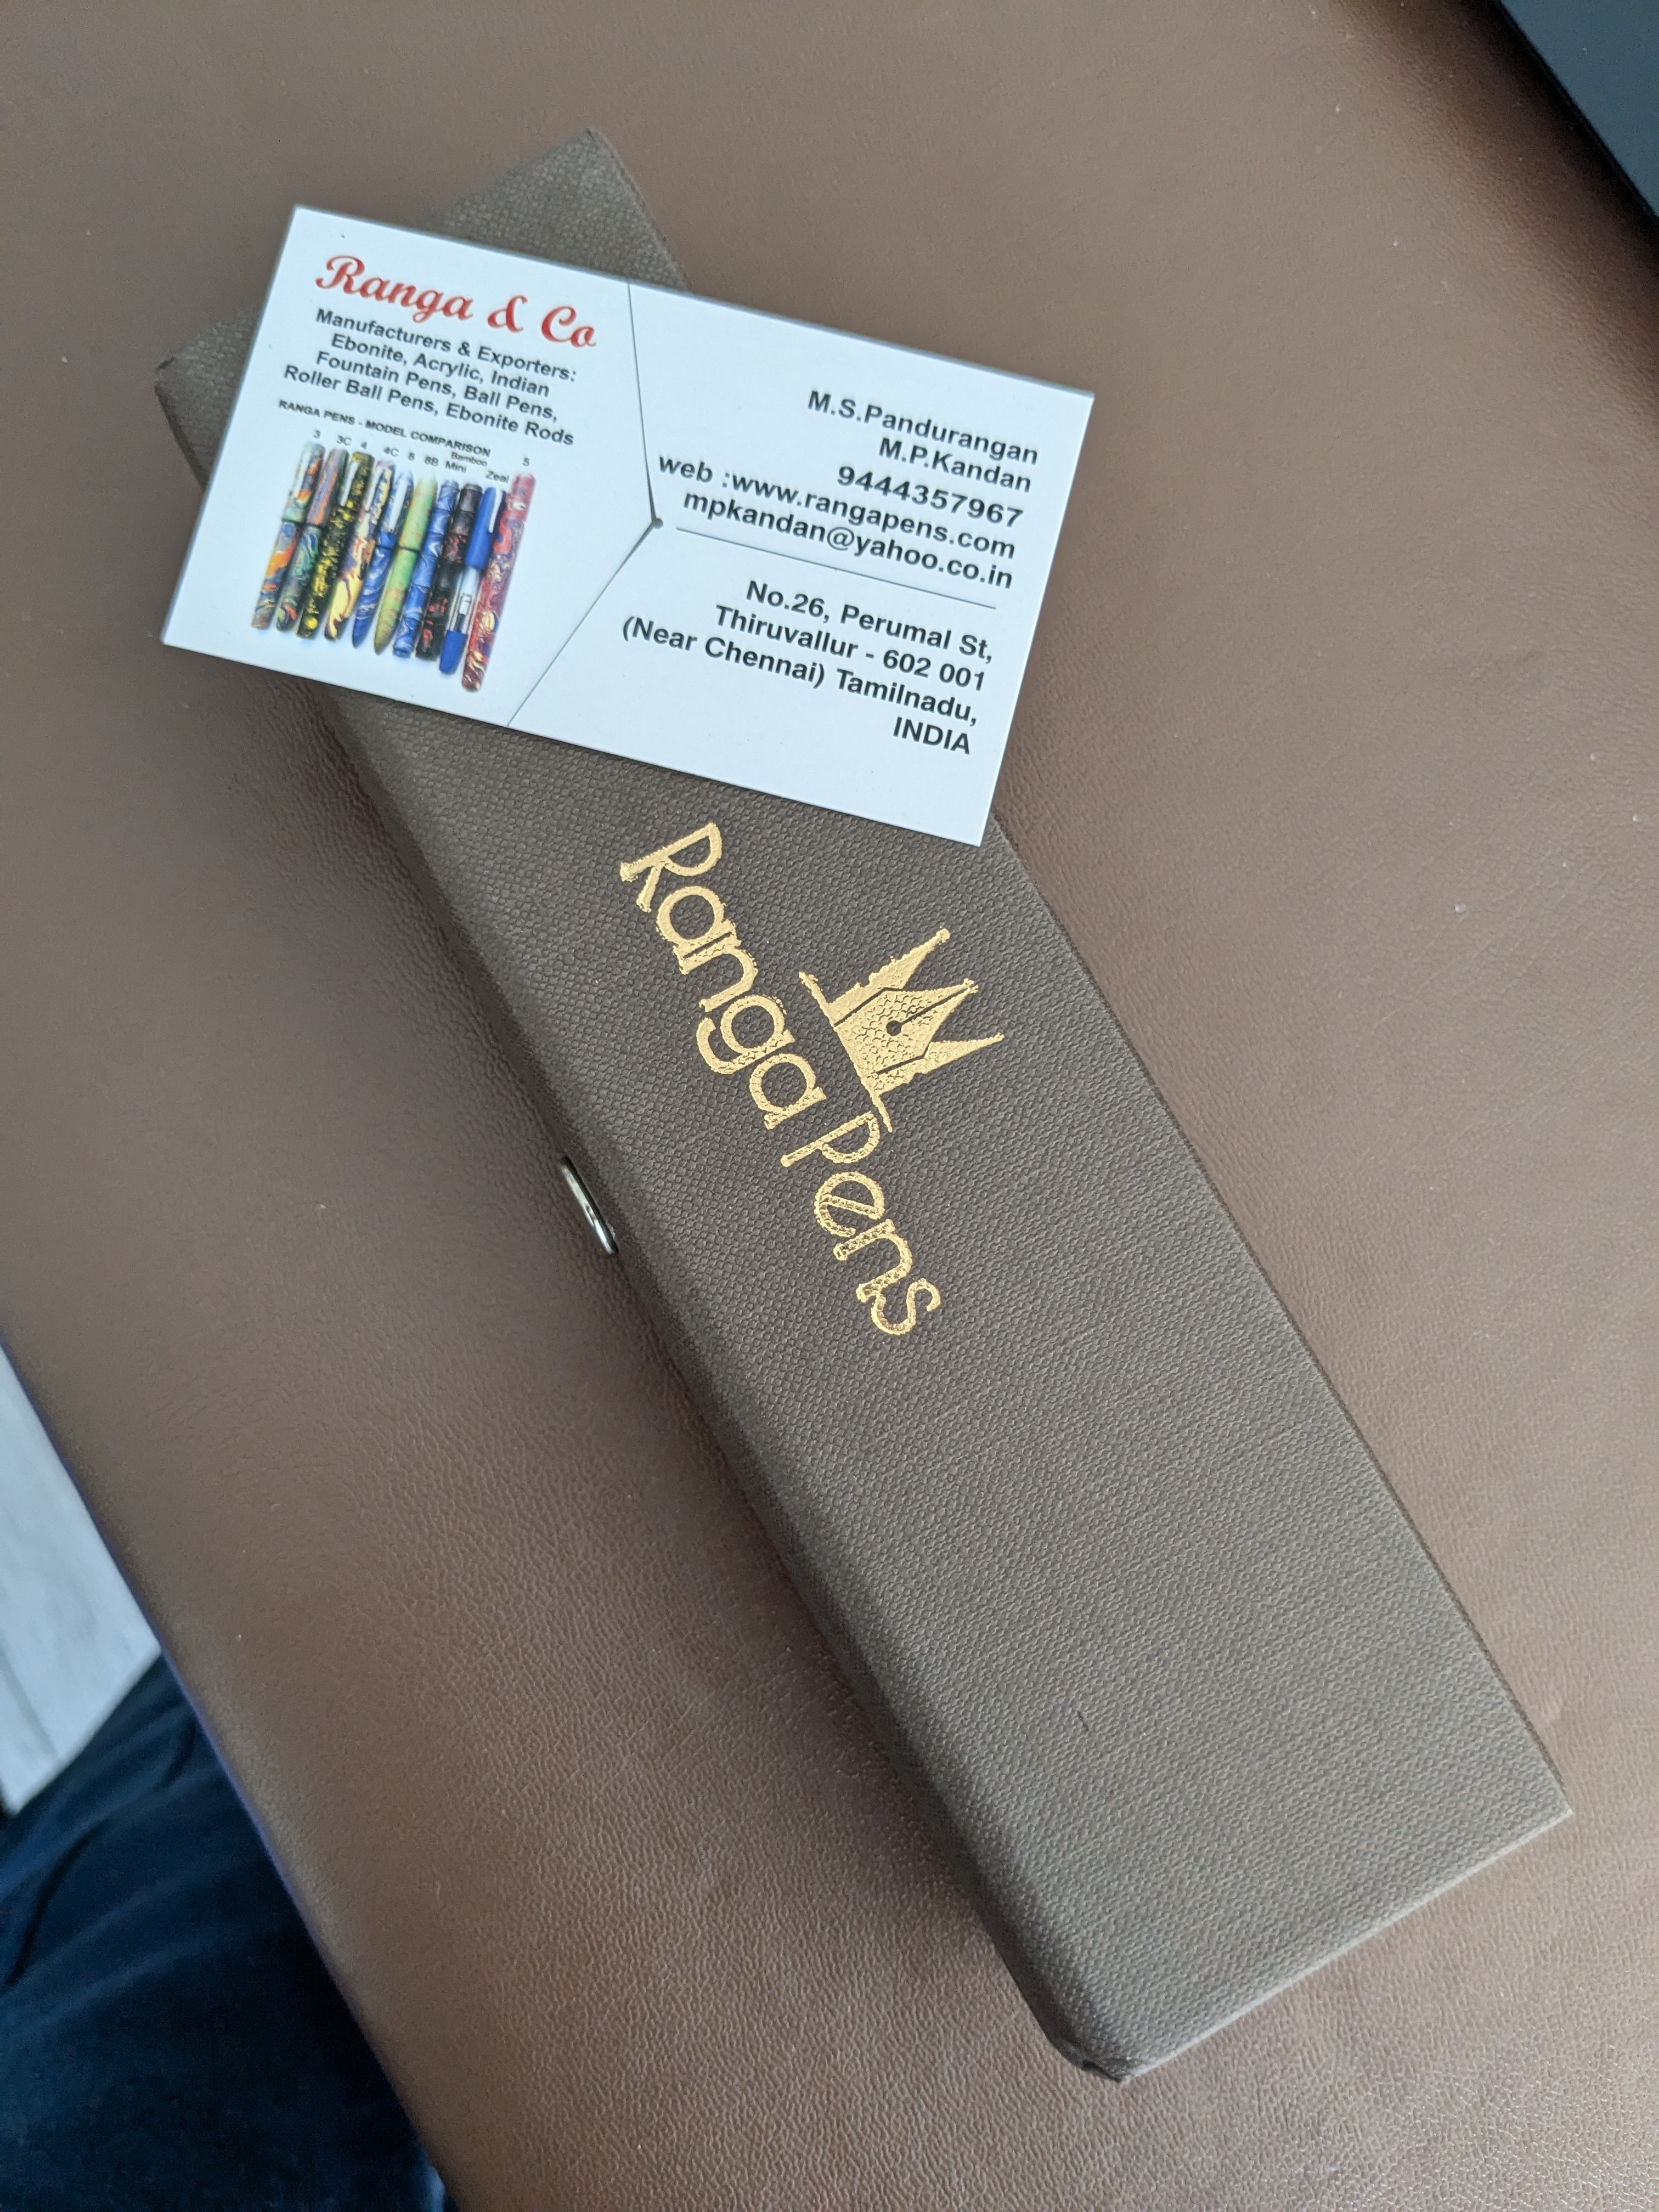 Ranga & Co
Manufacturers & Exporters:
Ebonite, Acrylic, Indian
Fountain Pens, Ball Pens,
Roller Ball Pens, Ebonite Rods
RANGA PENS - MODEL COMPARISON
3 3C 4 4C 8 8B Bamboo Mini Zeal 5
M.S.Pandurangan
M.P.Kandan
9444357967
web :www.rangapens.com
mpkandan@yahoo.co.in
No.26, Perumal St,
Thiruvallur - 602 001
(Near Chennai) Tamilnadu,
INDIA
Ranga Pens